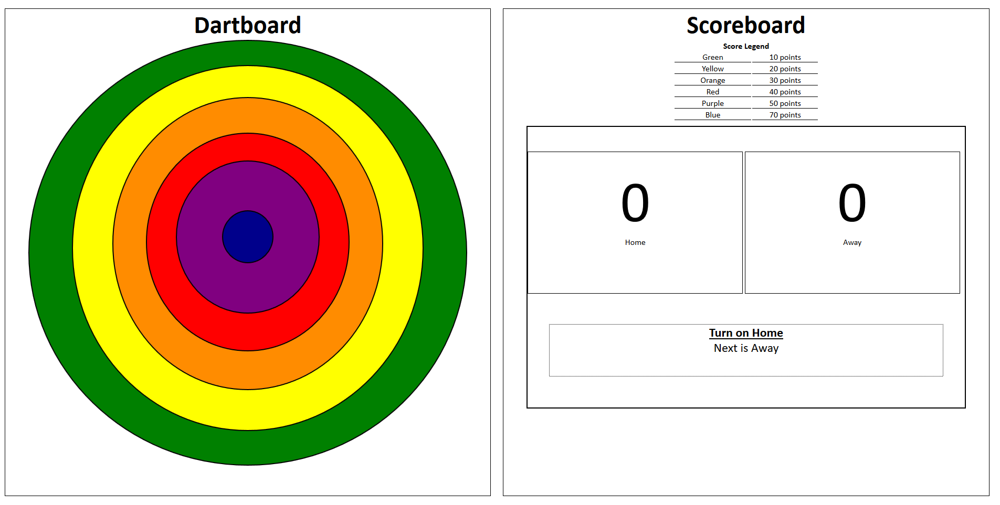 Dartboard
Scoreboard
Score Legend
Green 10 points
Yellow 20 points
Orange 30 points
Red 40 points
Purple 50 points
Blue 70 points
0 0
Home Away
Turn on Home
Next is Away